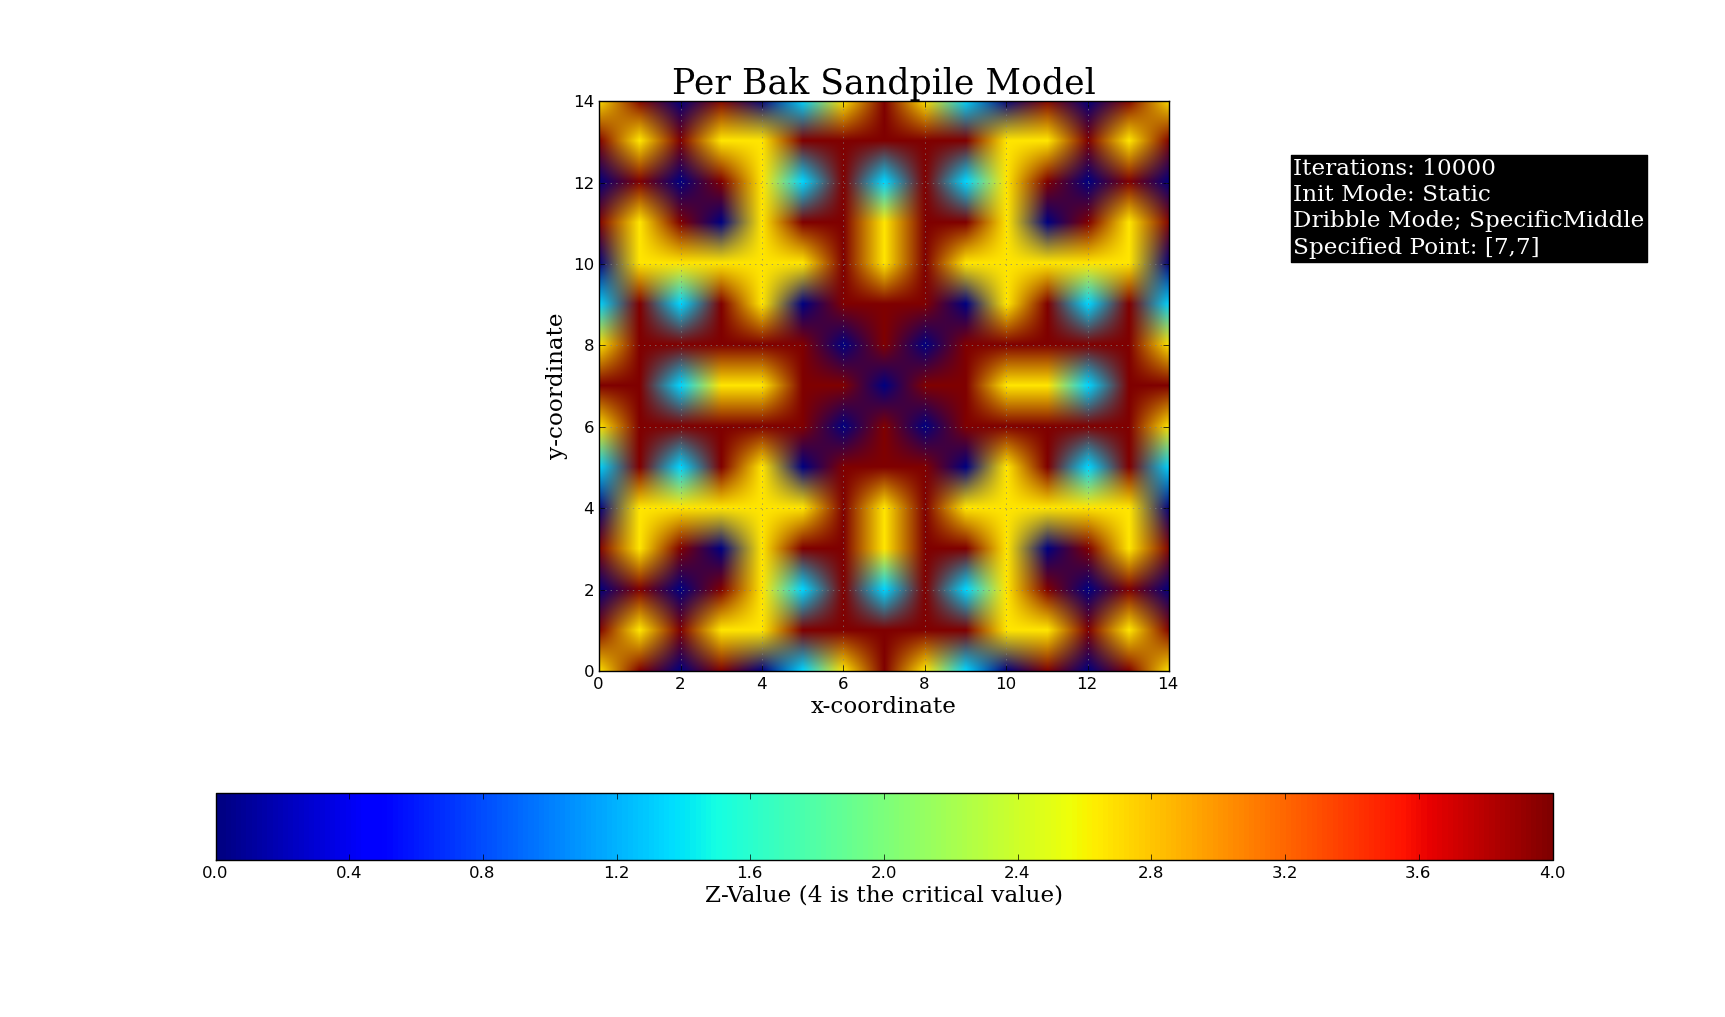 Per Bak Sandpile Model
14
12
10
8
6
4
2
0
y-coordinate
0 2 4 6 8 10 12 14
x-coordinate
Iterations: 10000
Init Mode: Static
Dribble Mode; SpecificMiddle
Specified Point: [7,7]
0.0 0.4 0.8 1.2 1.6 2.0 2.4 2.8 3.2 3.6 4.0
Z-Value (4 is the critical value)